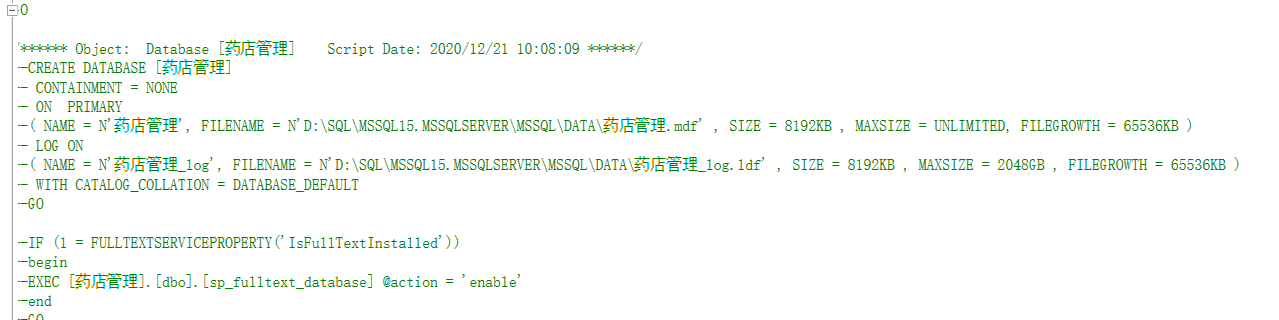 O
****** Object:  Database [药店管理]    Script Date: 2020/12/21 10:08:09 ******/
--CREATE DATABASE [药店管理]
-- CONTAINMENT = NONE
-- ON  PRIMARY
--( NAME = N'药店管理', FILENAME = N'D:\SQL\MSSQL15.MSSQLSERVER\MSSQL\DATA\药店管理.mdf' , SIZE = 8192KB , MAXSIZE = UNLIMITED, FILEGROWTH = 65536KB )
-- LOG ON
--( NAME = N'药店管理_log', FILENAME = N'D:\SQL\MSSQL15.MSSQLSERVER\MSSQL\DATA\药店管理_log.ldf' , SIZE = 8192KB , MAXSIZE = 2048GB , FILEGROWTH = 65536KB )
-- WITH CATALOG_COLLATION = DATABASE_DEFAULT
--GO
--IF (1 = FULLTEXTSERVICEPROPERTY('IsFullTextInstalled'))
--begin
--EXEC [药店管理].[dbo].[sp_fulltext_database] @action = 'enable'
--end
--GO